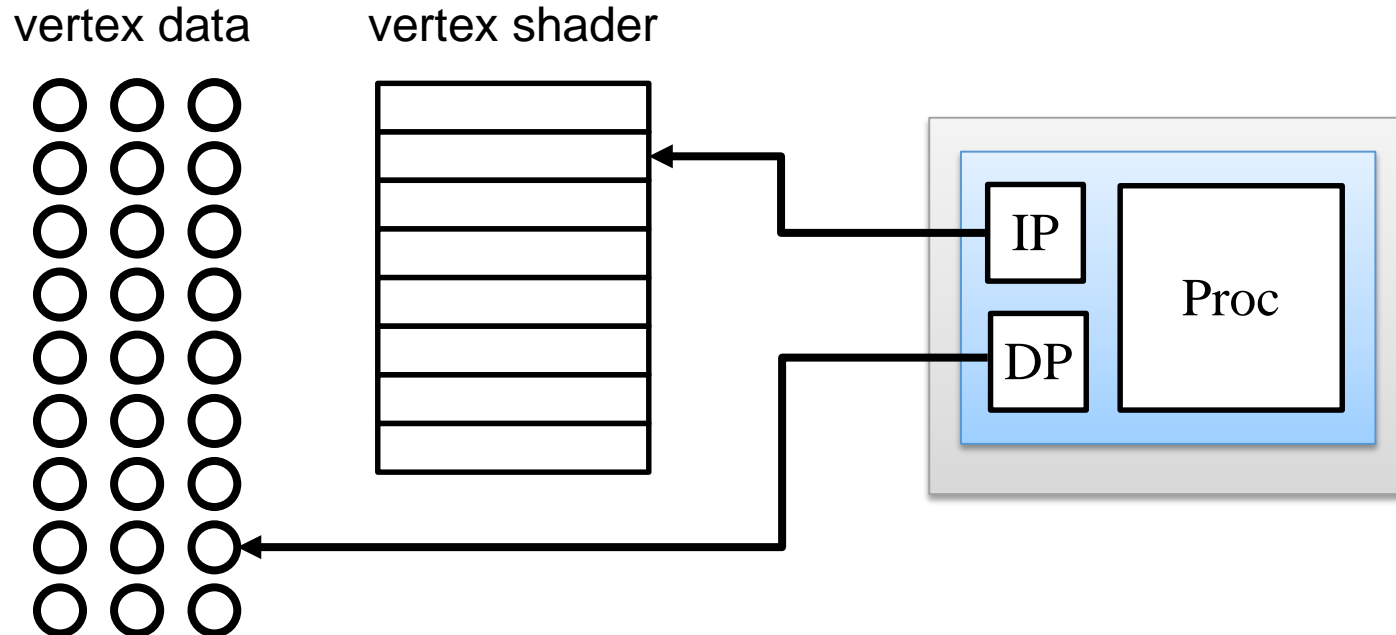 vertex data
vertex shader
IP
Proc
DP